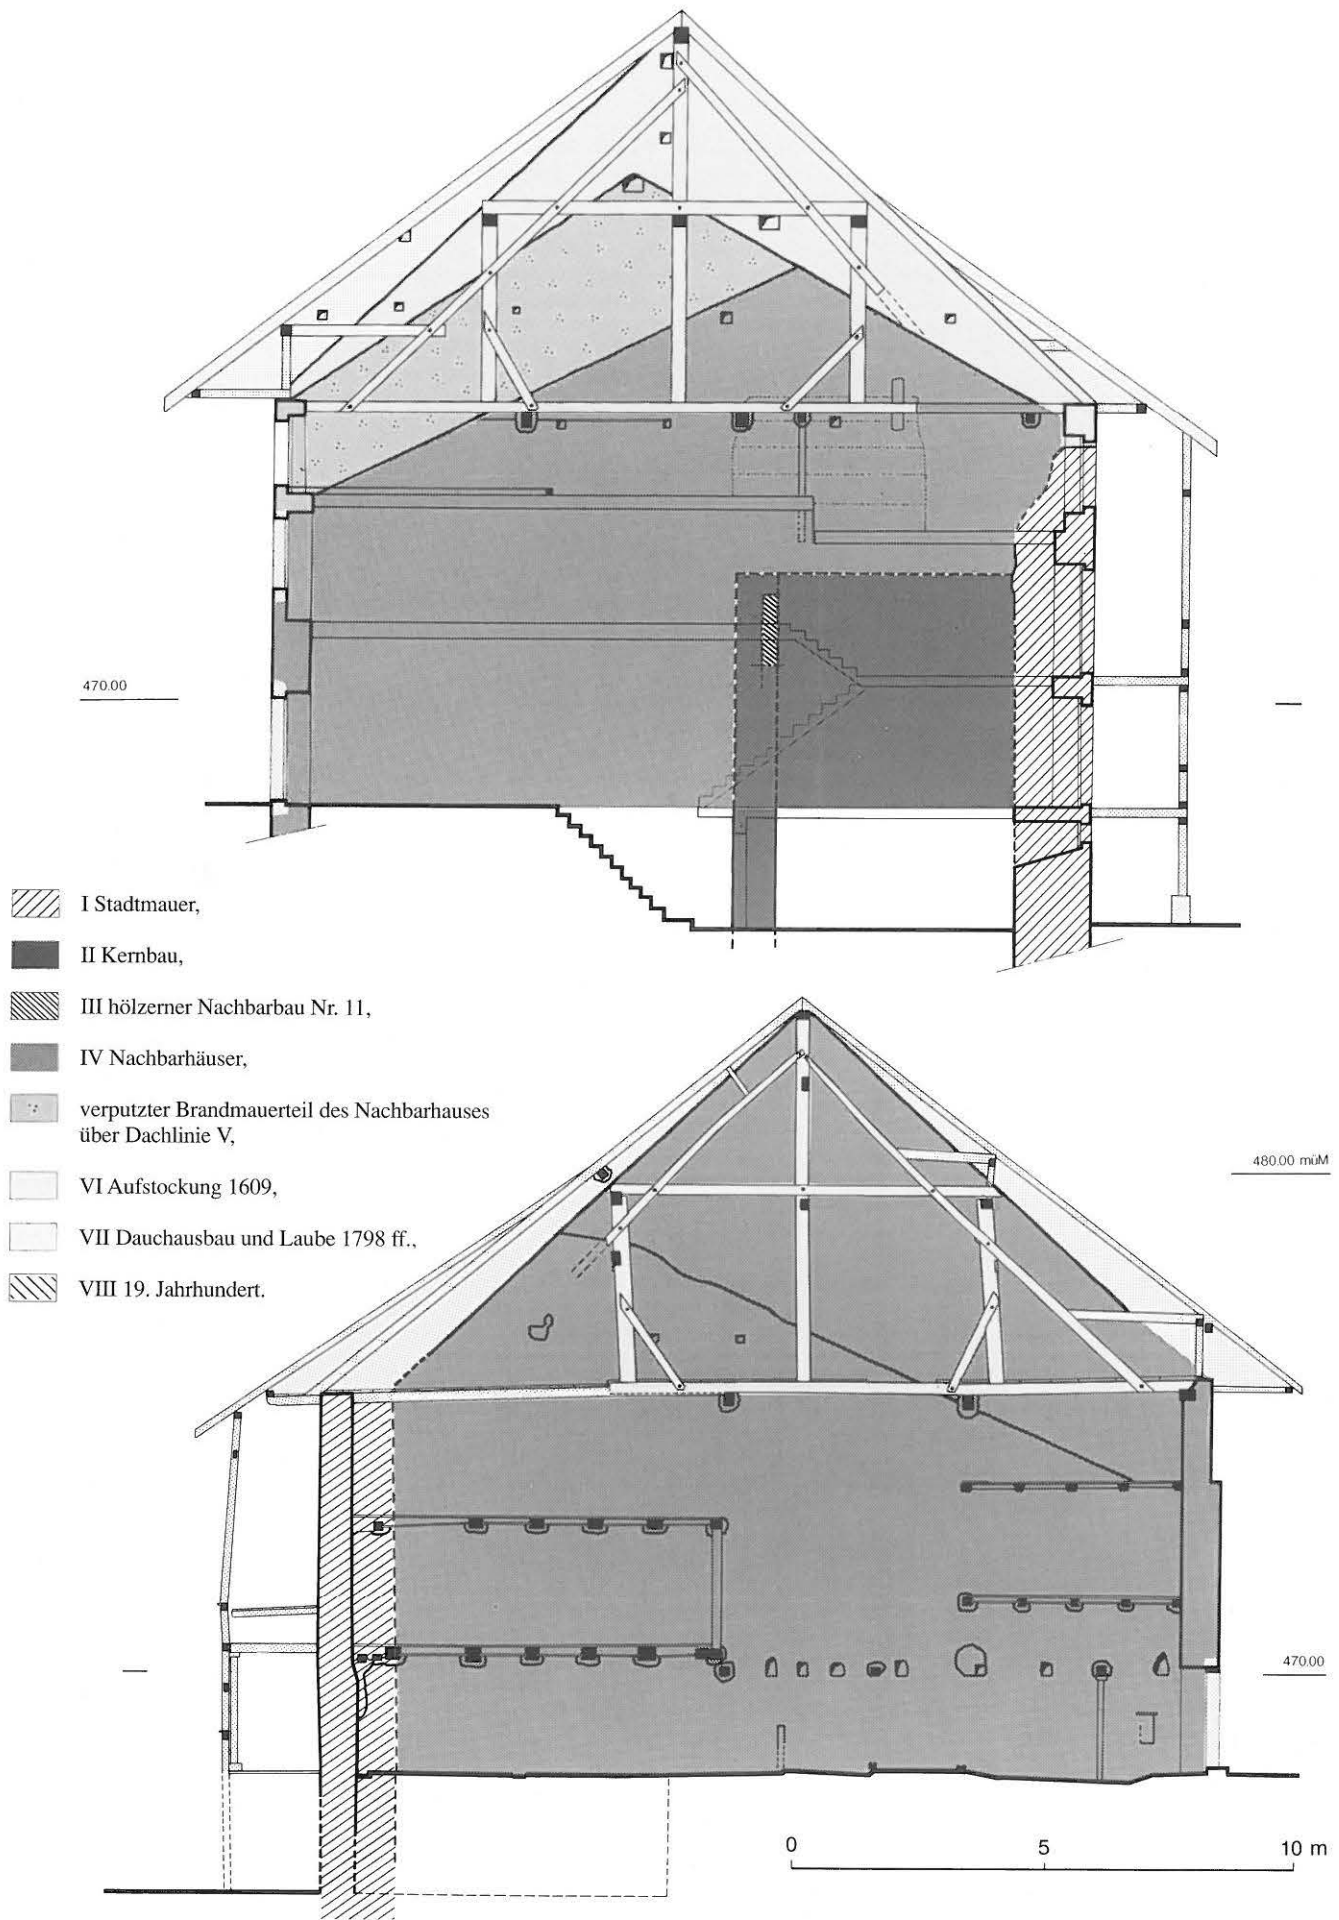 470.00
I Stadtmauer,
II Kernbau,
III hölzerner Nachbarbau Nr. 11,
IV Nachbarhäuser,
verputzter Brandmauerteil des Nachbarhauses
über Dachlinie V,
VI Aufstockung 1609,
VII Dauchausbau und Laube 1798 ff.,
VIII 19. Jahrhundert.
480.00 müM
470.00
0 5 10 m